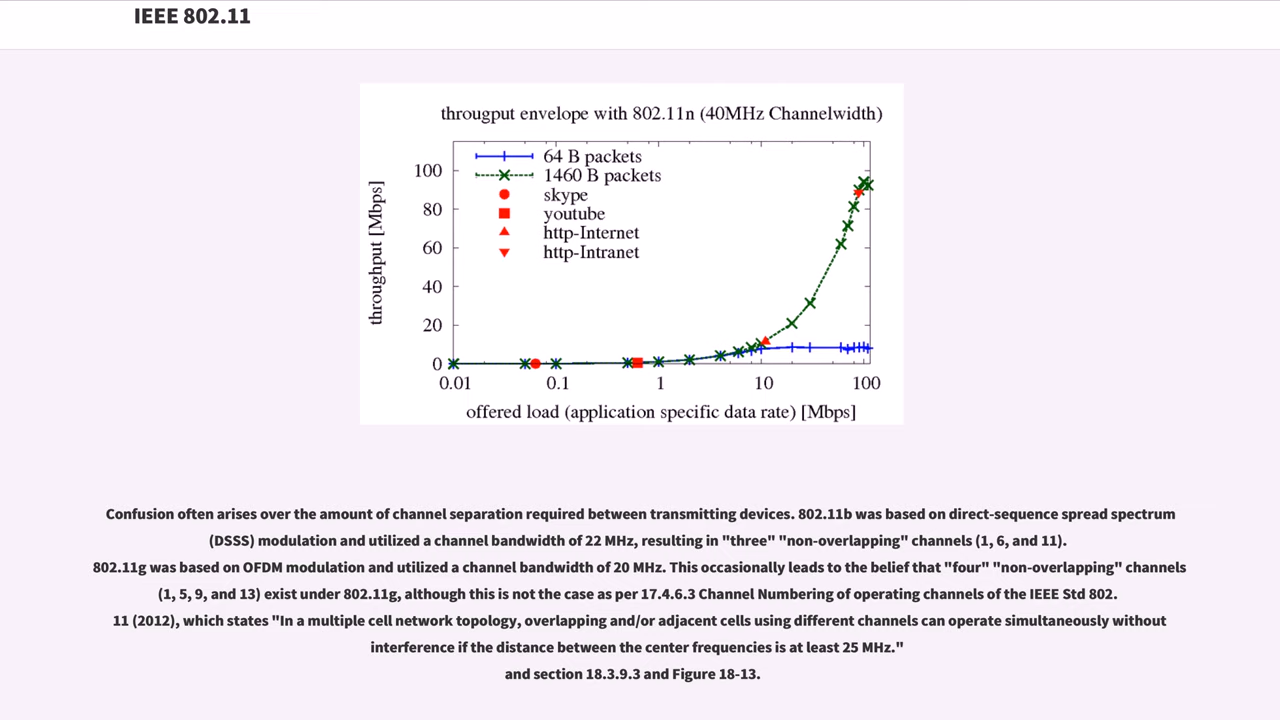 IEEE 802.11
througput envelope with 802.11n (40MHz Channelwidth)
64 B packets
1460 B packets
skype
youtube
http-Internet
http-Intranet
throughput [Mbps]
100
80
60
40
20
0
0.01 0.1 1 10 100
offered load (application specific data rate) [Mbps]
Confusion often arises over the amount of channel separation required between transmitting devices. 802.11b was based on direct-sequence spread spectrum
(DSSS) modulation and utilized a channel bandwidth of 22 MHz, resulting in "three" "non-overlapping" channels (1, 6, and 11).
802.11g was based on OFDM modulation and utilized a channel bandwidth of 20 MHz. This occasionally leads to the belief that "four" "non-overlapping" channels
(1, 5, 9, and 13) exist under 802.11g, although this is not the case as per 17.4.6.3 Channel Numbering of operating channels of the IEEE Std 802.
11 (2012), which states "In a multiple cell network topology, overlapping and/or adjacent cells using different channels can operate simultaneously without
interference if the distance between the center frequencies is at least 25 MHz."
and section 18.3.9.3 and Figure 18-13.